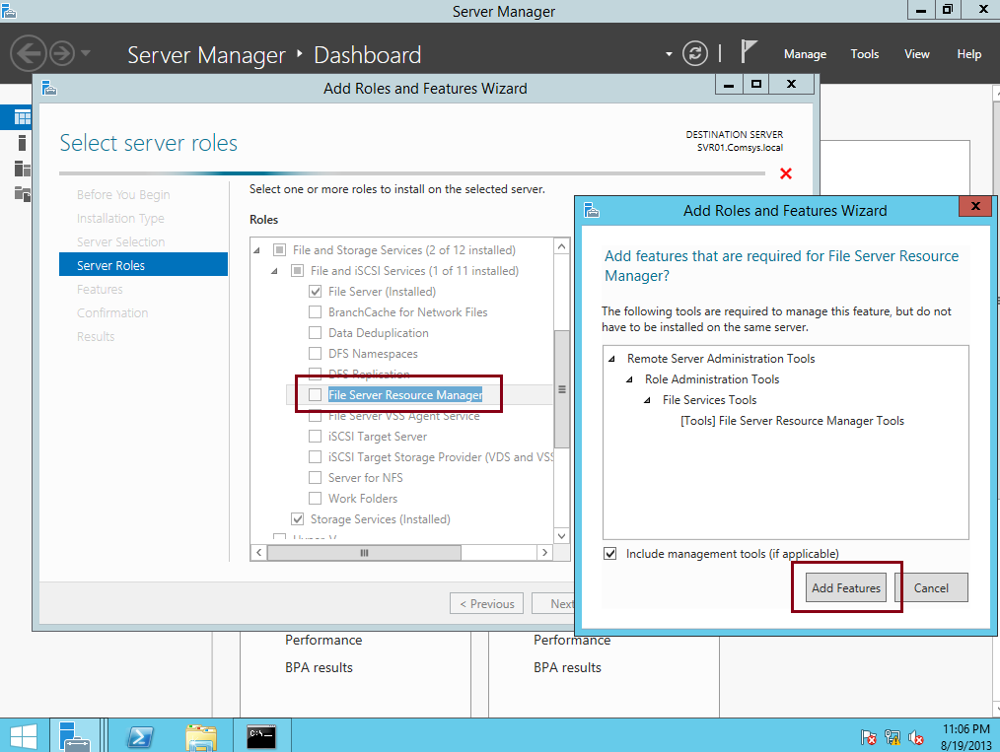 Server Manager
Server Manager ‣ Dashboard
Manage Tools View Help
Add Roles and Features Wizard
Select server roles
DESTINATION SERVER
SVR01.Comsys.local
Before You Begin
Installation Type
Server Selection
Server Roles
Features
Confirmation
Results
Select one or more roles to install on the selected server.
Roles
File and Storage Services (2 of 12 installed)
File and iSCSI Services (1 of 11 installed)
File Server (Installed)
BranchCache for Network Files
Data Deduplication
DFS Namespaces
DFS Replication
File Server Resource Manager
File Server VSS Agent Service
iSCSI Target Server
iSCSI Target Storage Provider (VDS and VSS
Server for NFS
Work Folders
Storage Services (Installed)
Hyper-V
< Previous
Next
Add Roles and Features Wizard
Add features that are required for File Server Resource
Manager?
The following tools are required to manage this feature, but do not
have to be installed on the same server.
Remote Server Administration Tools
Role Administration Tools
File Services Tools
[Tools] File Server Resource Manager Tools
Include management tools (if applicable)
Add Features
Cancel
Performance
BPA results
Performance
BPA results
C:\
11:06 PM
8/19/2013